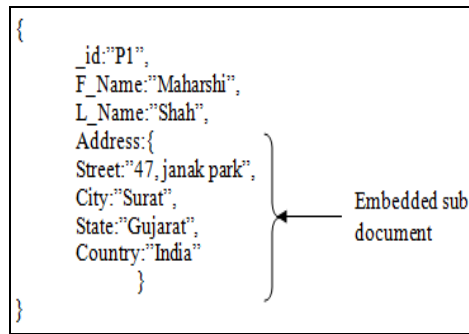 {
_id:”P1”,
F_Name:”Maharshi”,
L_Name:”Shah”,
Address:{
Street:”47, janak park”,
City:”Surat”,
State:”Gujarat”,
Country:”India”
}
}
Embedded sub
document